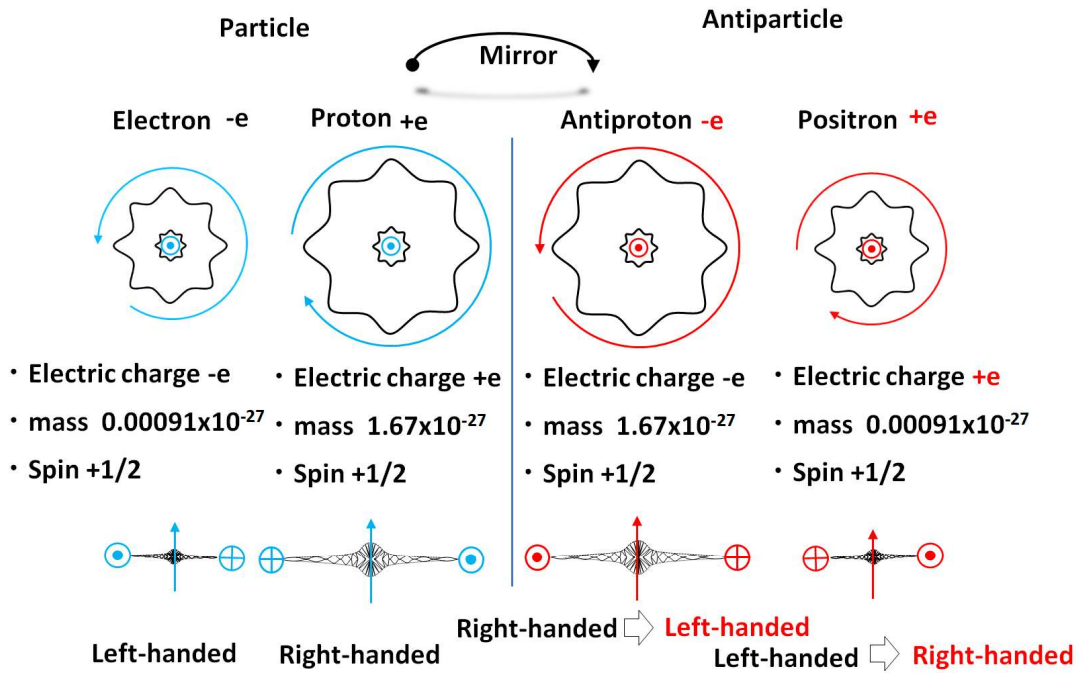 Particle
Antiparticle
Mirror
Electron -e
Proton +e
Antiproton -e
Positron +e
・ Electric charge -e
・ mass 0.00091x10⁻²⁷
・ Spin +1/2
・ Electric charge +e
・ mass 1.67x10⁻²⁷
・ Spin +1/2
・ Electric charge -e
・ mass 1.67x10⁻²⁷
・ Spin +1/2
・ Electric charge +e
・ mass 0.00091x10⁻²⁷
・ Spin +1/2
Left-handed
Right-handed
Right-handed ⇨ Left-handed
Left-handed ⇨ Right-handed